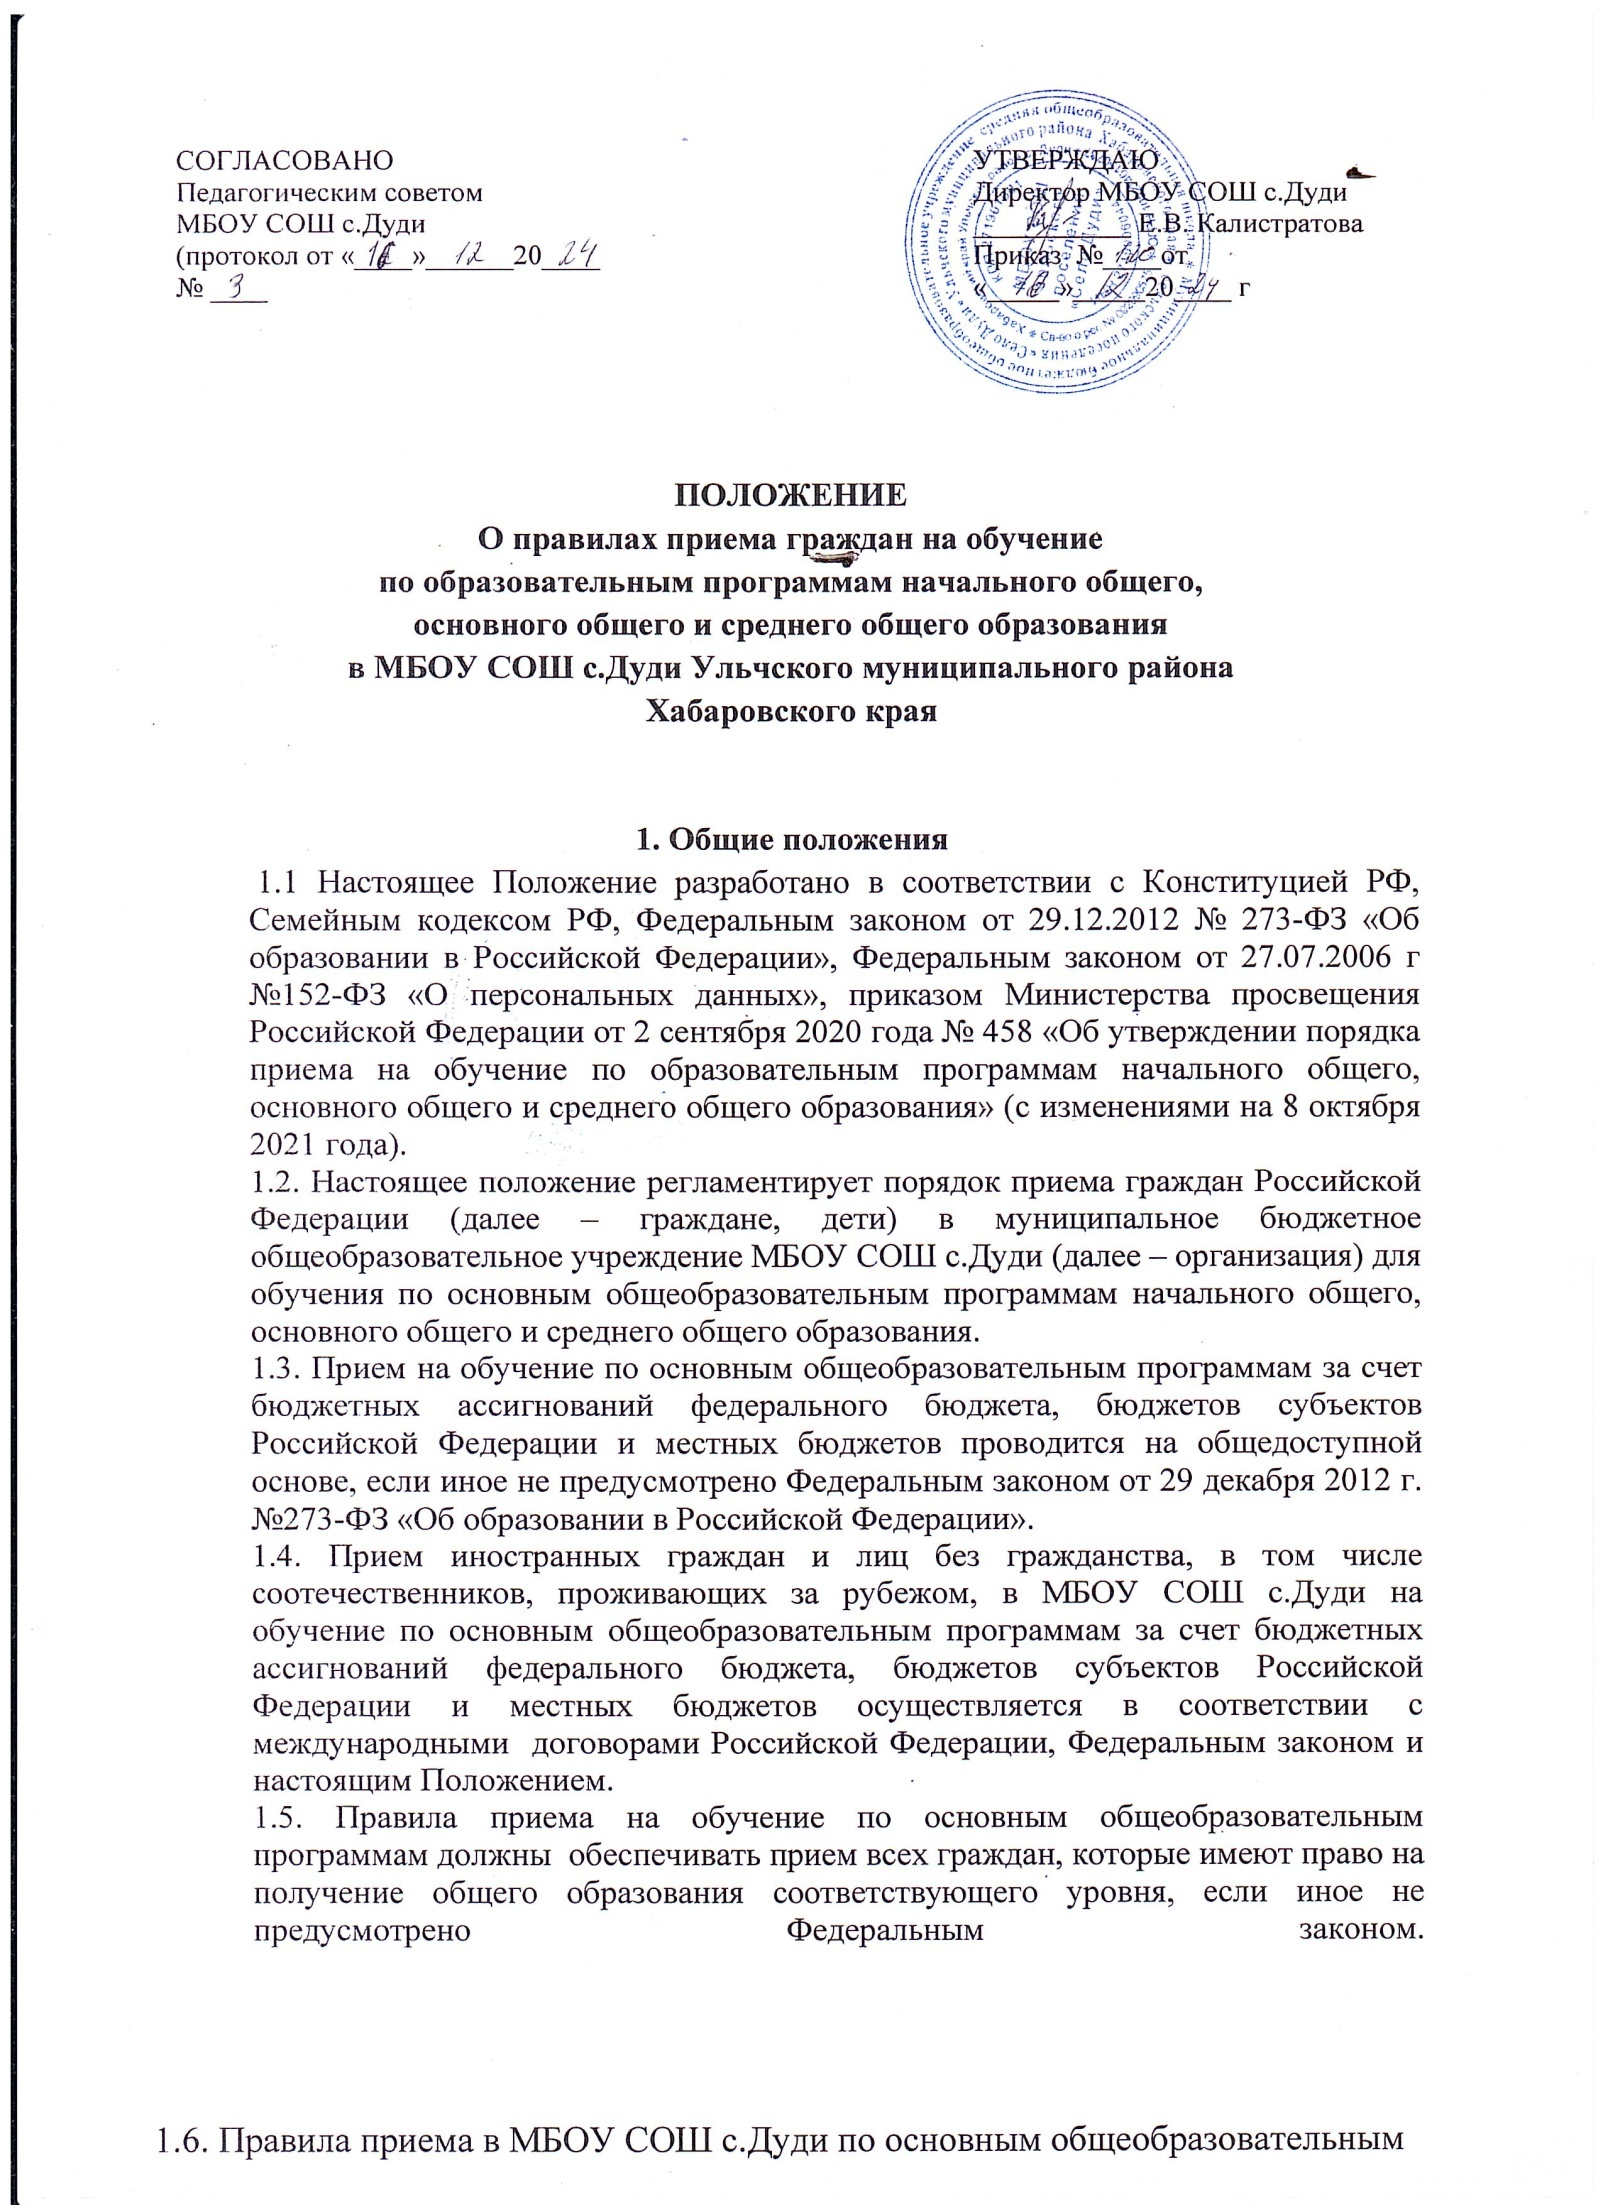 СОГЛАСОВАНО
Педагогическим советом
МБОУ СОШ с.Дуди
(протокол от «16» 12 2024
№ 3
УТВЕРЖДАЮ
Директор МБОУ СОШ с.Дуди
Е.В. Калистратова
Приказ № от
« » 12 2024 г
ПОЛОЖЕНИЕ
О правилах приема граждан на обучение
по образовательным программам начального общего,
основного общего и среднего общего образования
в МБОУ СОШ с.Дуди Ульчского муниципального района
Хабаровского края
1. Общие положения
1.1 Настоящее Положение разработано в соответствии с Конституцией РФ,
Семейным кодексом РФ, Федеральным законом от 29.12.2012 № 273-ФЗ «Об
образовании в Российской Федерации», Федеральным законом от 27.07.2006 г
№152-ФЗ «О персональных данных», приказом Министерства просвещения
Российской Федерации от 2 сентября 2020 года № 458 «Об утверждении порядка
приема на обучение по образовательным программам начального общего,
основного общего и среднего общего образования» (с изменениями на 8 октября
2021 года).
1.2. Настоящее положение регламентирует порядок приема граждан Российской
Федерации (далее – граждане, дети) в муниципальное бюджетное
общеобразовательное учреждение МБОУ СОШ с.Дуди (далее – организация) для
обучения по основным общеобразовательным программам начального общего,
основного общего и среднего общего образования.
1.3. Прием на обучение по основным общеобразовательным программам за счет
бюджетных ассигнований федерального бюджета, бюджетов субъектов
Российской Федерации и местных бюджетов проводится на общедоступной
основе, если иное не предусмотрено Федеральным законом от 29 декабря 2012 г.
№273-ФЗ «Об образовании в Российской Федерации».
1.4. Прием иностранных граждан и лиц без гражданства, в том числе
соотечественников, проживающих за рубежом, в МБОУ СОШ с.Дуди на
обучение по основным общеобразовательным программам за счет бюджетных
ассигнований федерального бюджета, бюджетов субъектов Российской
Федерации и местных бюджетов осуществляется в соответствии с
международными договорами Российской Федерации, Федеральным законом и
настоящим Положением.
1.5. Правила приема на обучение по основным общеобразовательным
программам должны обеспечивать прием всех граждан, которые имеют право на
получение общего образования соответствующего уровня, если иное не
предусмотрено Федеральным законом.
1.6. Правила приема в МБОУ СОШ с.Дуди по основным общеобразовательным